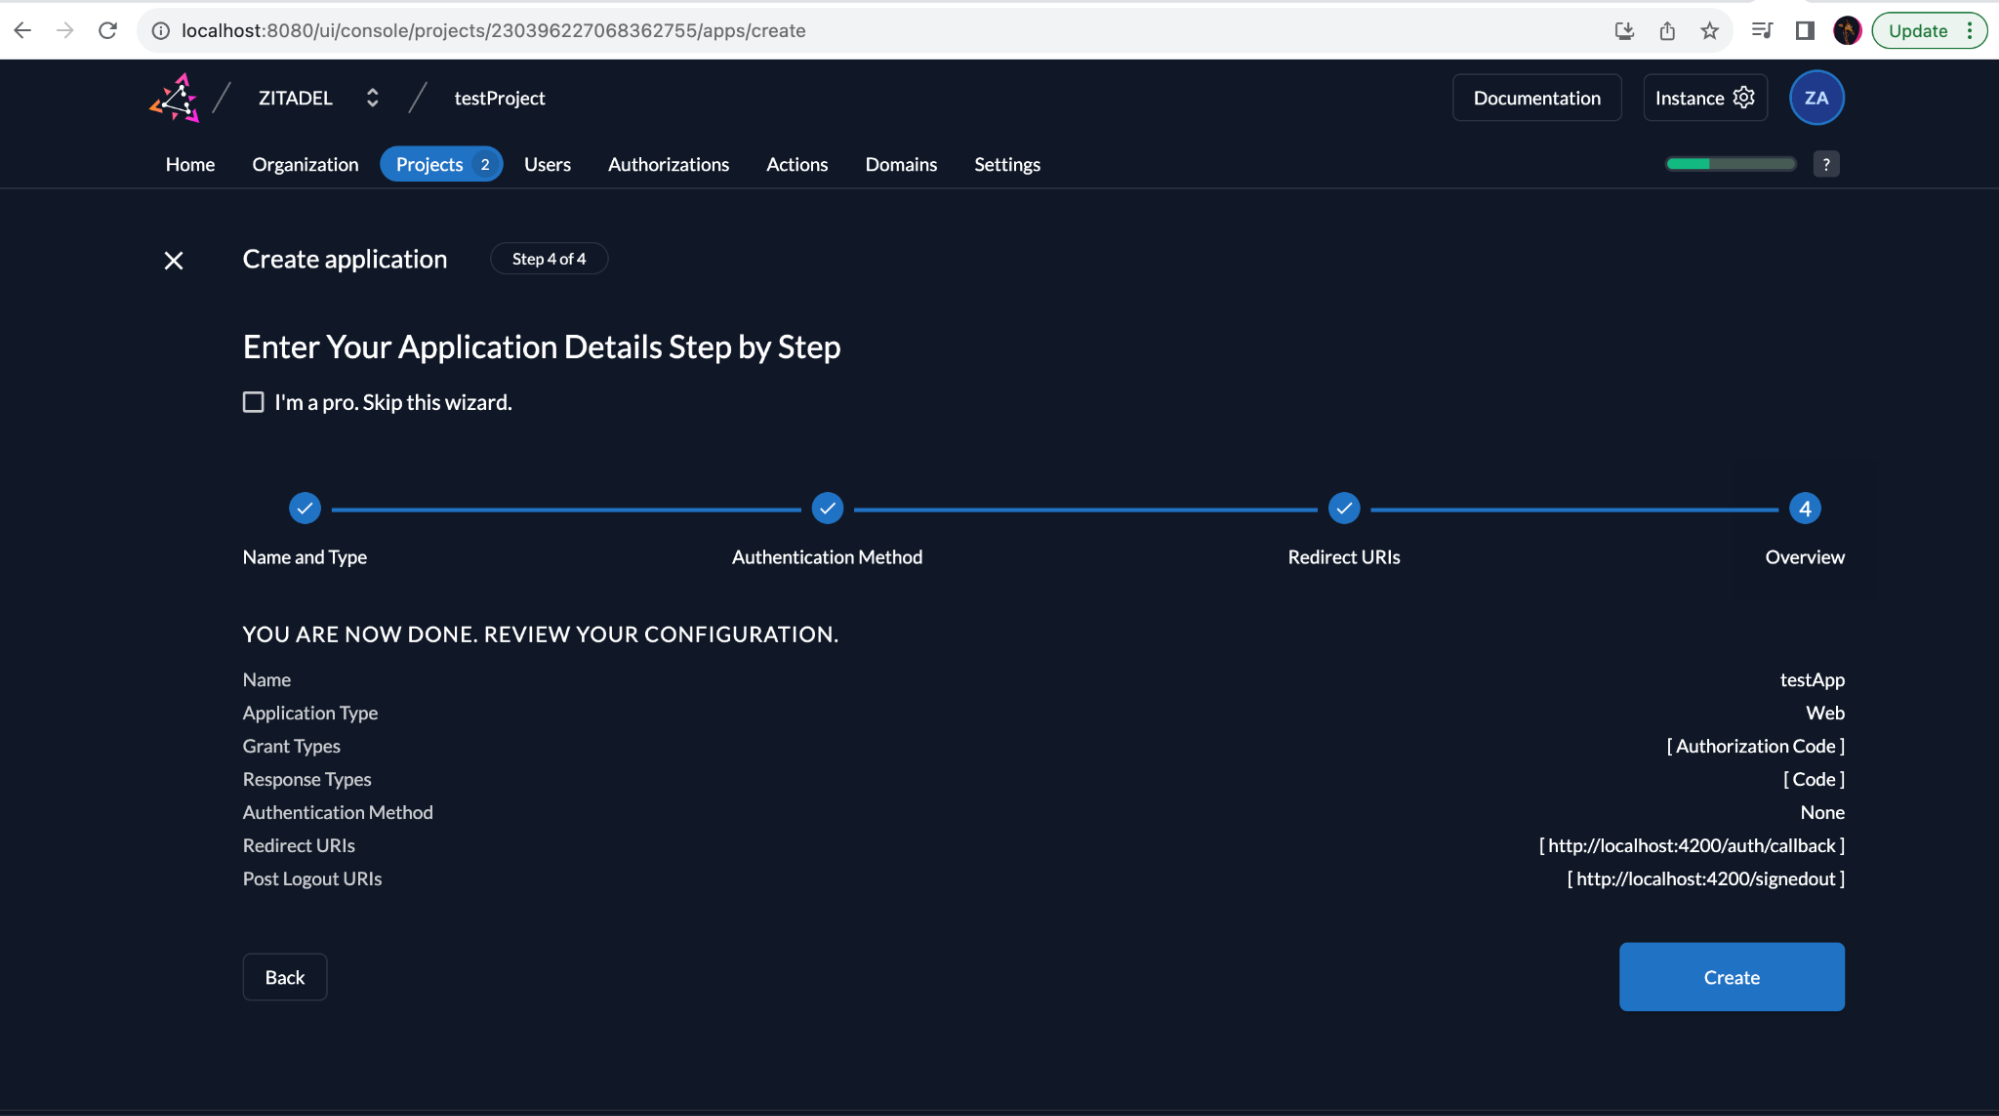 localhost:8080/ui/console/projects/230396227068362755/apps/create
Update
ZITADEL
testProject
Documentation
Instance
ZA
Home
Organization
Projects 2
Users
Authorizations
Actions
Domains
Settings
?
Create application
Step 4 of 4
Enter Your Application Details Step by Step
I'm a pro. Skip this wizard.
4
Name and Type
Authentication Method
Redirect URIs
Overview
YOU ARE NOW DONE. REVIEW YOUR CONFIGURATION.
Name testApp
Application Type Web
Grant Types [ Authorization Code ]
Response Types [ Code ]
Authentication Method None
Redirect URIs [ http://localhost:4200/auth/callback ]
Post Logout URIs [ http://localhost:4200/signedout ]
Back
Create